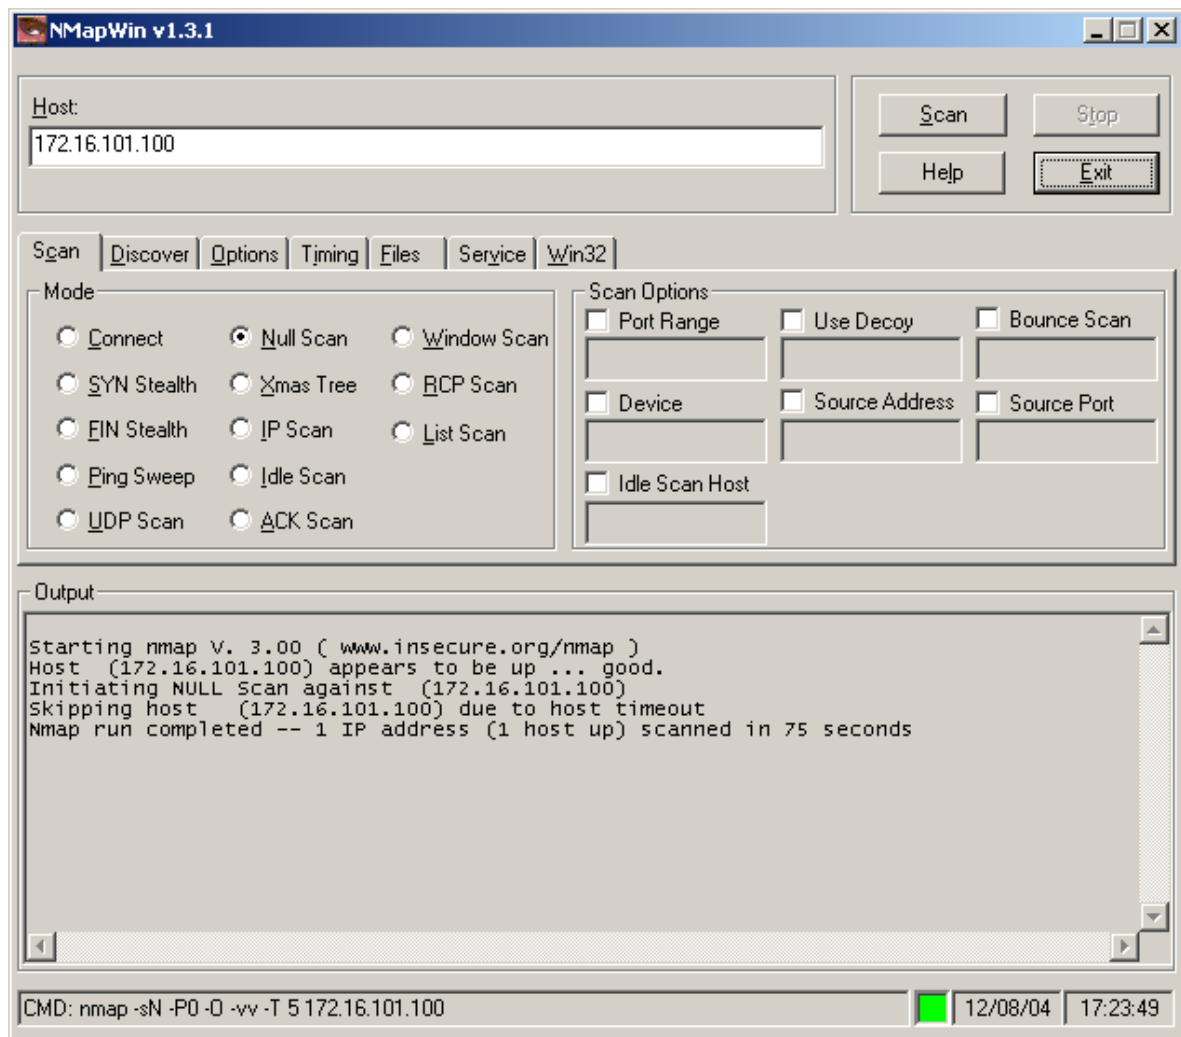 NMapWin v1.3.1
Host:
172.16.101.100
Scan
Stop
Help
Exit
Scan Discover Options Timing Files Service Win32
Mode
Connect
Null Scan
Window Scan
SYN Stealth
Xmas Tree
RCP Scan
FIN Stealth
IP Scan
List Scan
Ping Sweep
Idle Scan
UDP Scan
ACK Scan
Scan Options
Port Range
Use Decoy
Bounce Scan
Device
Source Address
Source Port
Idle Scan Host
Output
Starting nmap V. 3.00 ( www.insecure.org/nmap )
Host (172.16.101.100) appears to be up ... good.
Initiating NULL Scan against (172.16.101.100)
Skipping host (172.16.101.100) due to host timeout
Nmap run completed -- 1 IP address (1 host up) scanned in 75 seconds
CMD: nmap -sN -P0 -O -vv -T 5 172.16.101.100
12/08/04
17:23:49